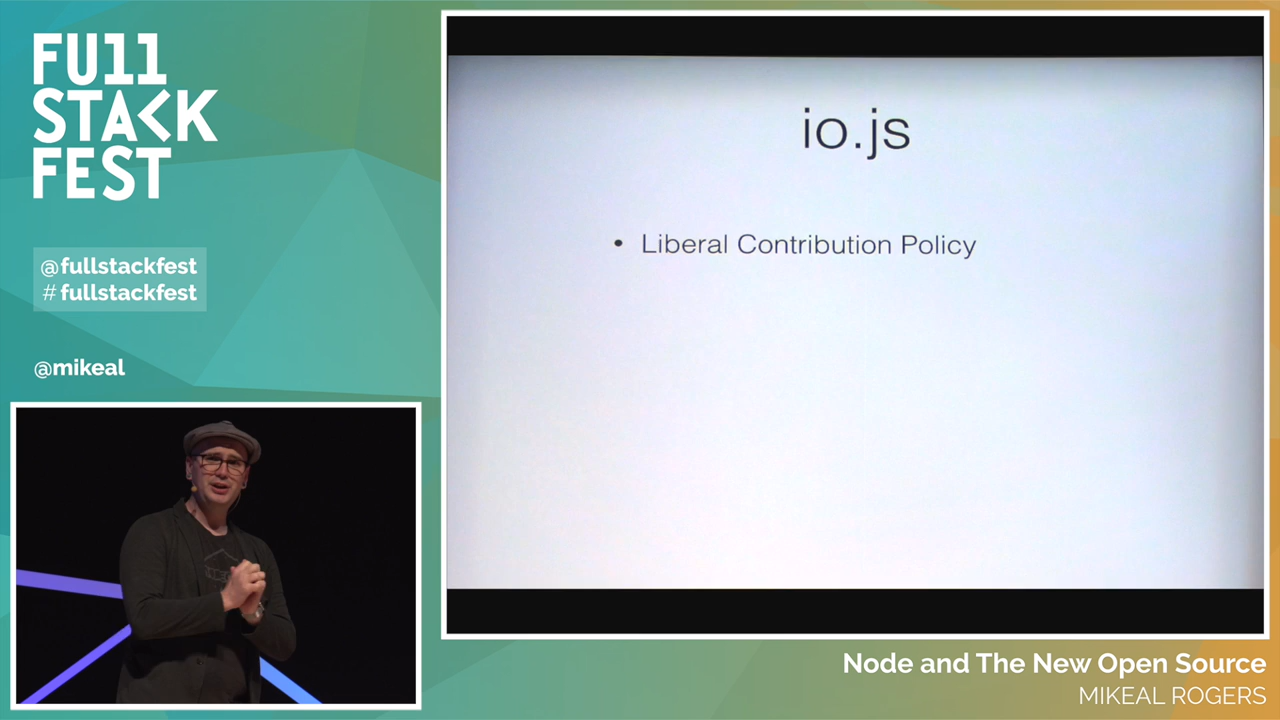 FU11
STACK
FEST
@fullstackfest
# fullstackfest
@mikeal
io.js
• Liberal Contribution Policy
Node and The New Open Source
MIKEAL ROGERS